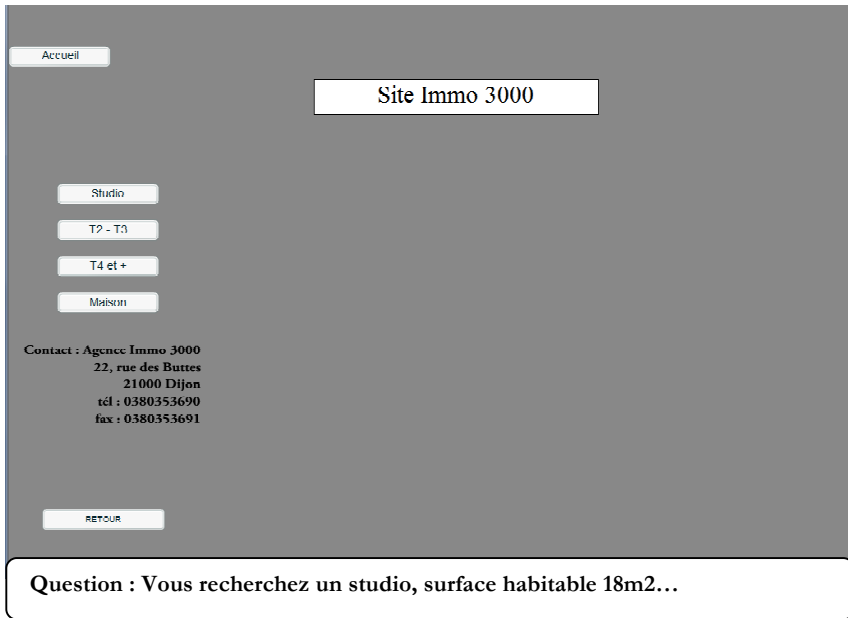 Accueil
Site Immo 3000
Studio
T2 - T3
T4 et +
Maison
Contact : Agence Immo 3000
22, rue des Buttes
21000 Dijon
tél : 0380353690
fax : 0380353691
RETOUR
Question : Vous recherchez un studio, surface habitable 18m2…